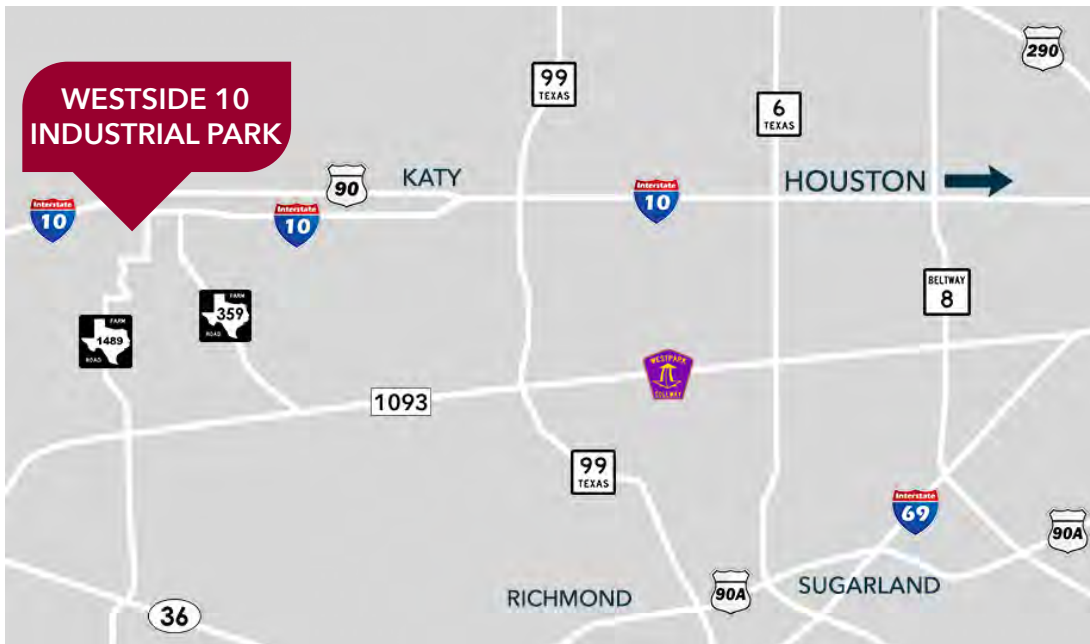 WESTSIDE 10
INDUSTRIAL PARK
99
TEXAS
6
TEXAS
290
90
KATY
HOUSTON
Interstate
10
Interstate
10
Interstate
10
BELTWAY
8
FARM
359
ROAD
FARM
1489
ROAD
WESTPARK
TOLLWAY
1093
99
TEXAS
Interstate
69
90A
RICHMOND
90A
SUGARLAND
36